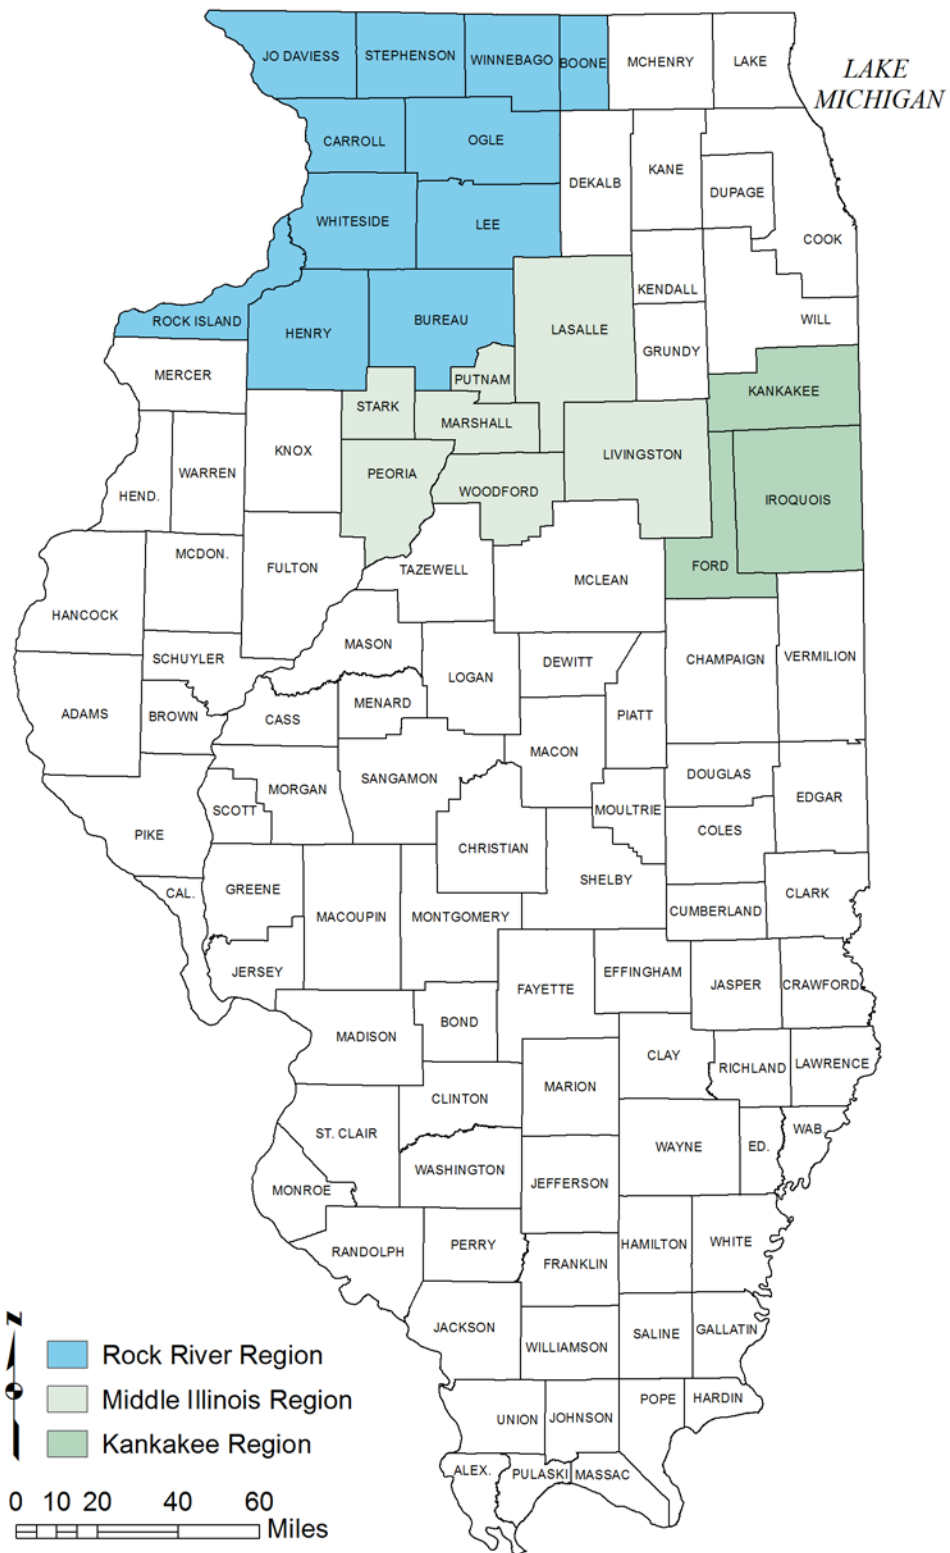 JO DAVIESS
STEPHENSON
WINNEBAGO
BOONE
MCHENRY
LAKE
LAKE
MICHIGAN
CARROLL
OGLE
DEKALB
KANE
DUPAGE
COOK
WHITESIDE
LEE
KENDALL
WILL
ROCK ISLAND
HENRY
BUREAU
LASALLE
GRUNDY
MERCER
PUTNAM
KANKAKEE
STARK
MARSHALL
KNOX
WARREN
HEND.
PEORIA
WOODFORD
LIVINGSTON
IROQUOIS
FORD
MCDON.
FULTON
TAZEWELL
MCLEAN
HANCOCK
SCHUYLER
MASON
LOGAN
DEWITT
CHAMPAIGN
VERMILION
ADAMS
BROWN
CASS
MENARD
PIATT
MACON
SANGAMON
MORGAN
SCOTT
DOUGLAS
EDGAR
MOULTRIE
COLES
PIKE
CHRISTIAN
SHELBY
CAL.
GREENE
MACOUPIN
MONTGOMERY
CUMBERLAND
CLARK
JERSEY
FAYETTE
EFFINGHAM
JASPER
CRAWFORD
MADISON
BOND
CLAY
RICHLAND
LAWRENCE
MARION
CLINTON
ST. CLAIR
WAYNE
ED.
WAB.
WASHINGTON
JEFFERSON
MONROE
RANDOLPH
PERRY
FRANKLIN
HAMILTON
WHITE
JACKSON
WILLIAMSON
SALINE
GALLATIN
UNION
JOHNSON
POPE
HARDIN
ALEX.
PULASKI
MASSAC
N
Rock River Region
Middle Illinois Region
Kankakee Region
0 10 20 40 60
Miles